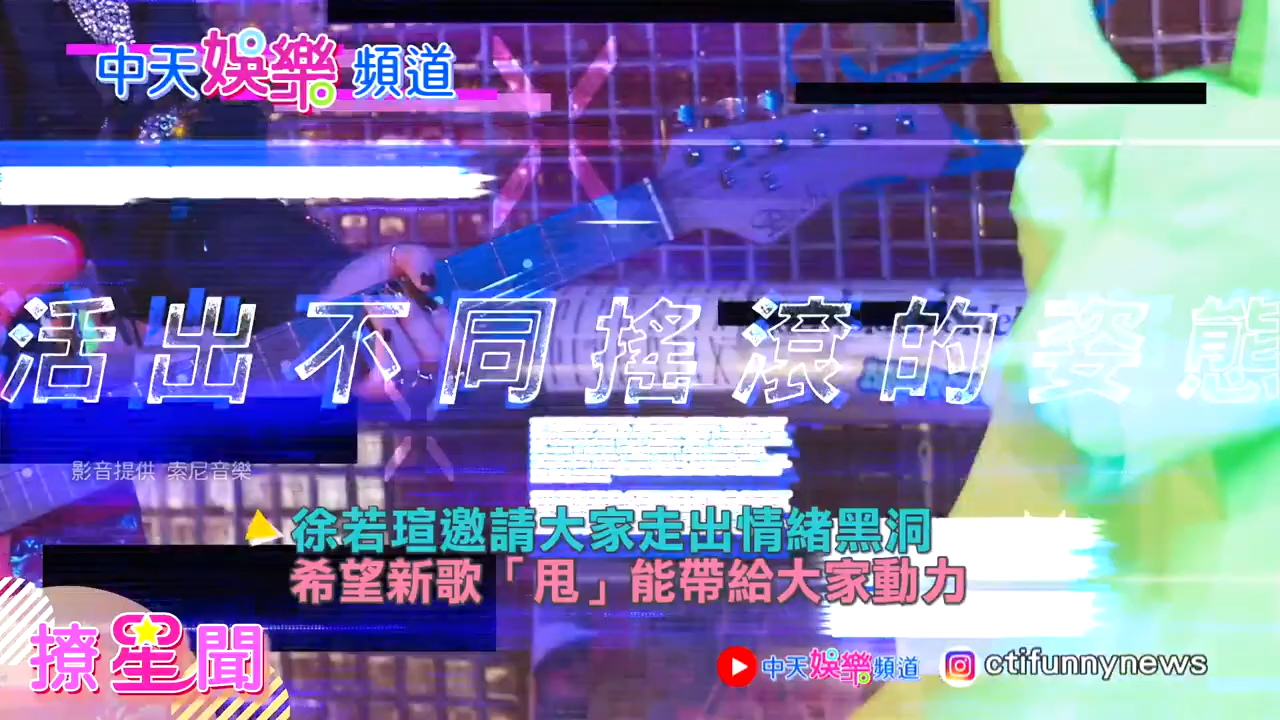 中天娛樂頻道
活出不同搖滾的姿態
影音提供 索尼音樂
徐若瑄邀請大家走出情緒黑洞
希望新歌「甩」能帶給大家動力
撩星聞
中天娛樂頻道 ctifunnynews